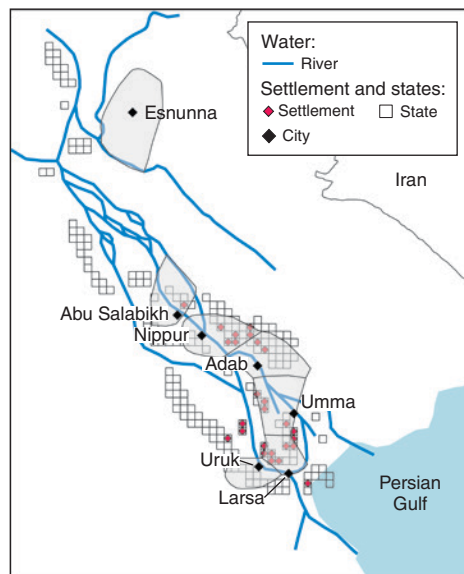 Water:
River
Settlement and states:
Settlement
State
City
Esnunna
Iran
Abu Salabikh
Nippur
Adab
Umma
Uruk
Larsa
Persian
Gulf